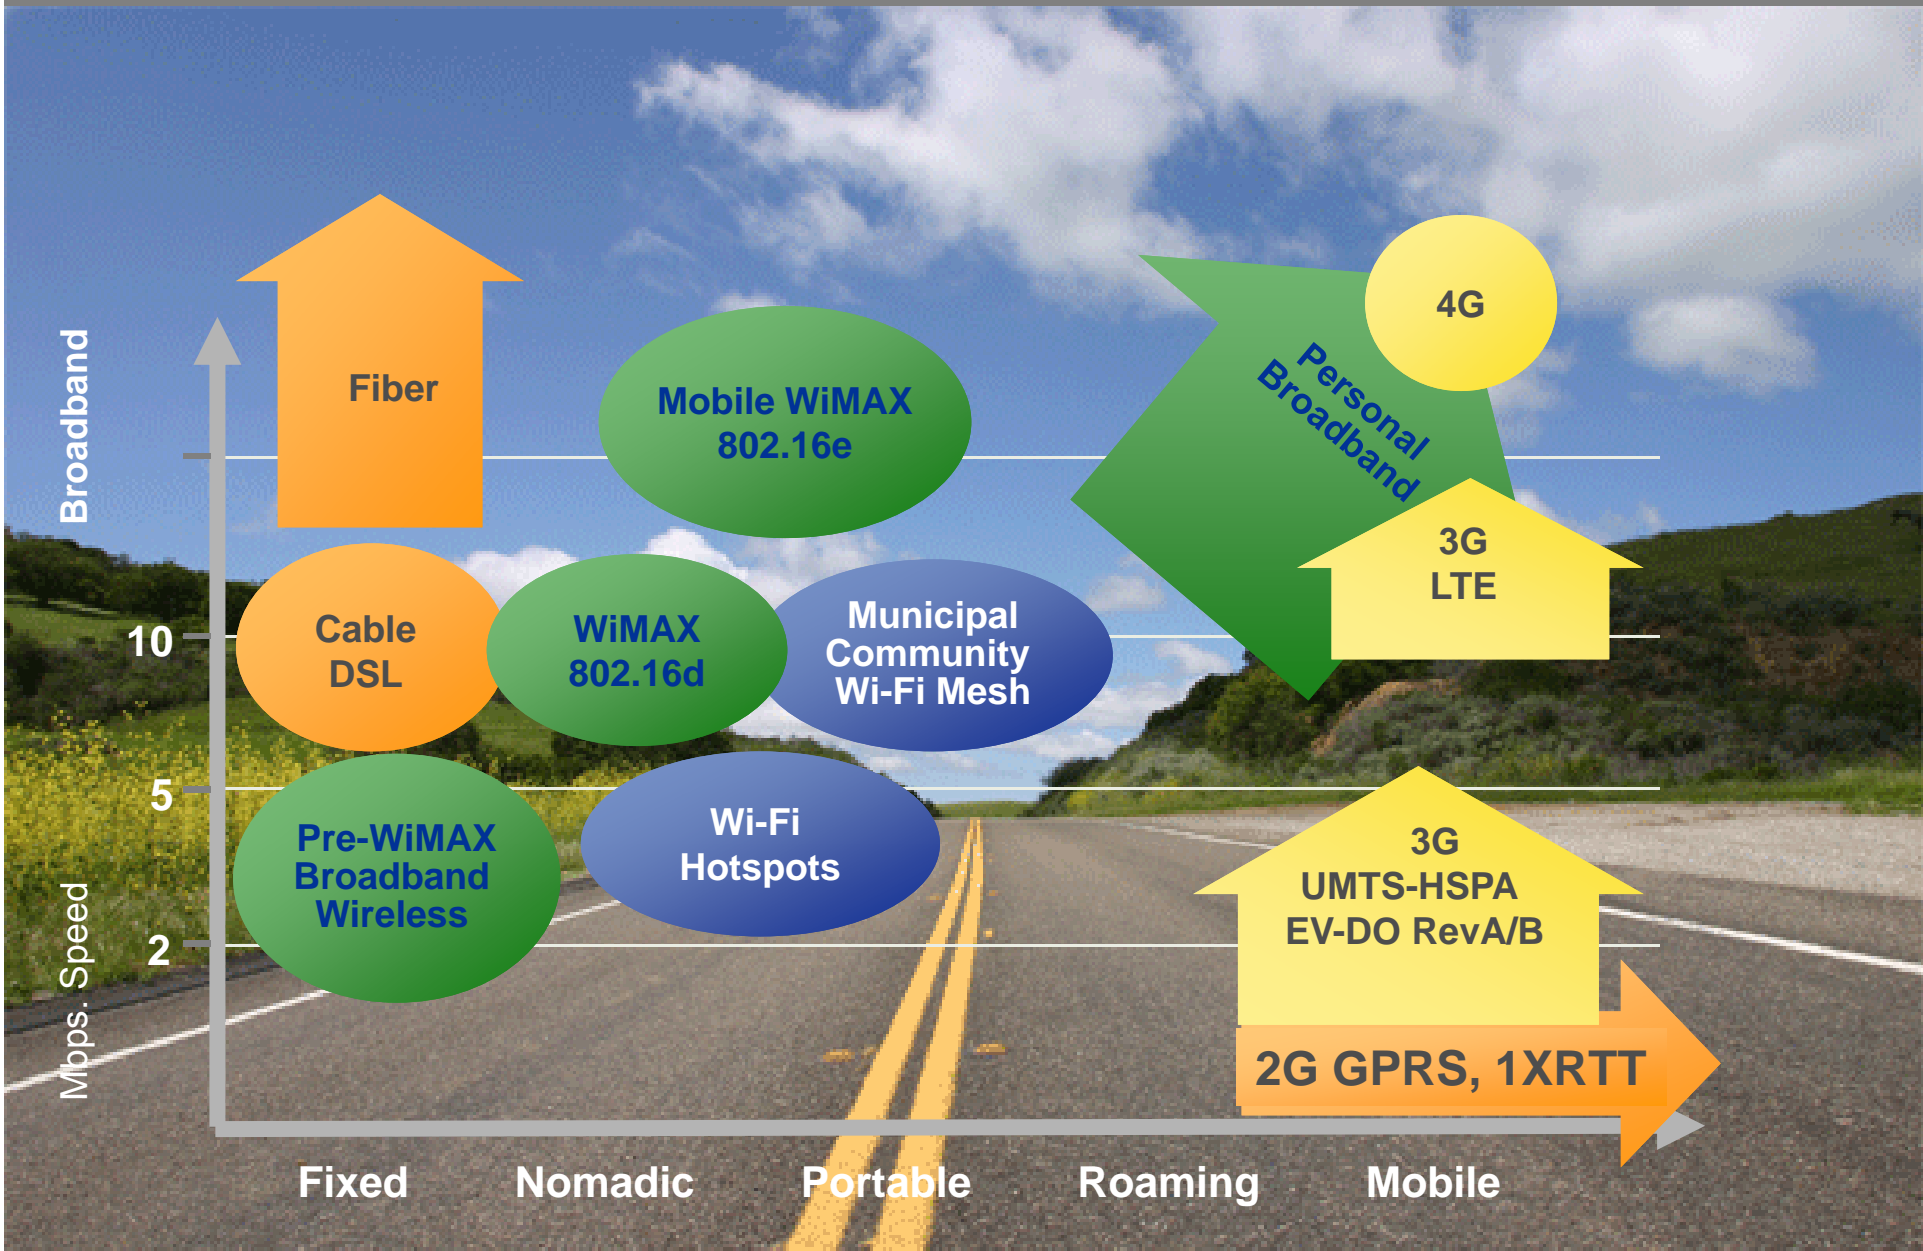 Broadband
Mbps. Speed
10
5
2
Fiber
Mobile WiMAX
802.16e
4G
Personal
Broadband
3G
LTE
Cable
DSL
WiMAX
802.16d
Municipal
Community
Wi-Fi Mesh
Pre-WiMAX
Broadband
Wireless
Wi-Fi
Hotspots
3G
UMTS-HSPA
EV-DO RevA/B
2G GPRS, 1XRTT
Fixed
Nomadic
Portable
Roaming
Mobile